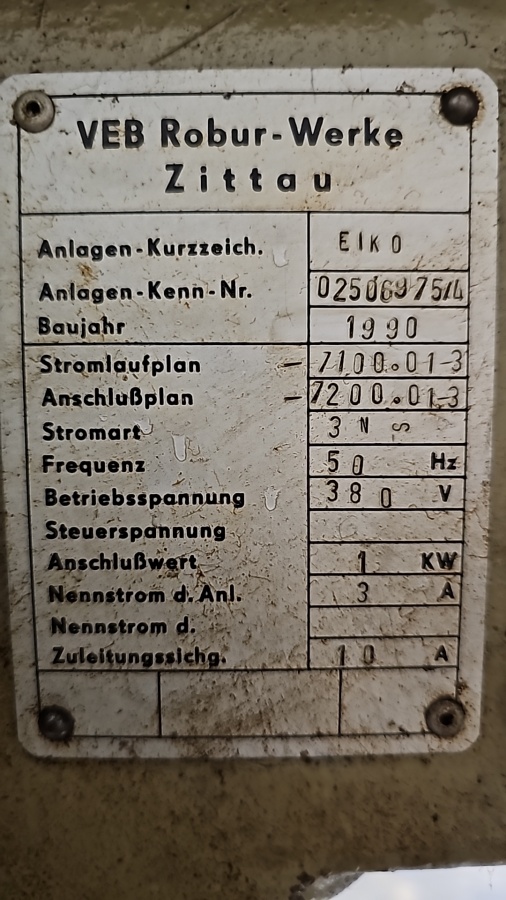 VEB Robur-Werke
Zittau
Anlagen-Kurzzeich. EIKO
Anlagen-Kenn-Nr. 02506975/4
Baujahr 1990
Stromlaufplan – 7100.01-3
Anschlußplan – 7200.01-3
Stromart 3 N ∽
Frequenz 50 Hz
Betriebsspannung 380 V
Steuerspannung
Anschlußwert 1 KW
Nennstrom d. Anl. 3 A
Nennstrom d.
Zuleitungssichg. 10 A